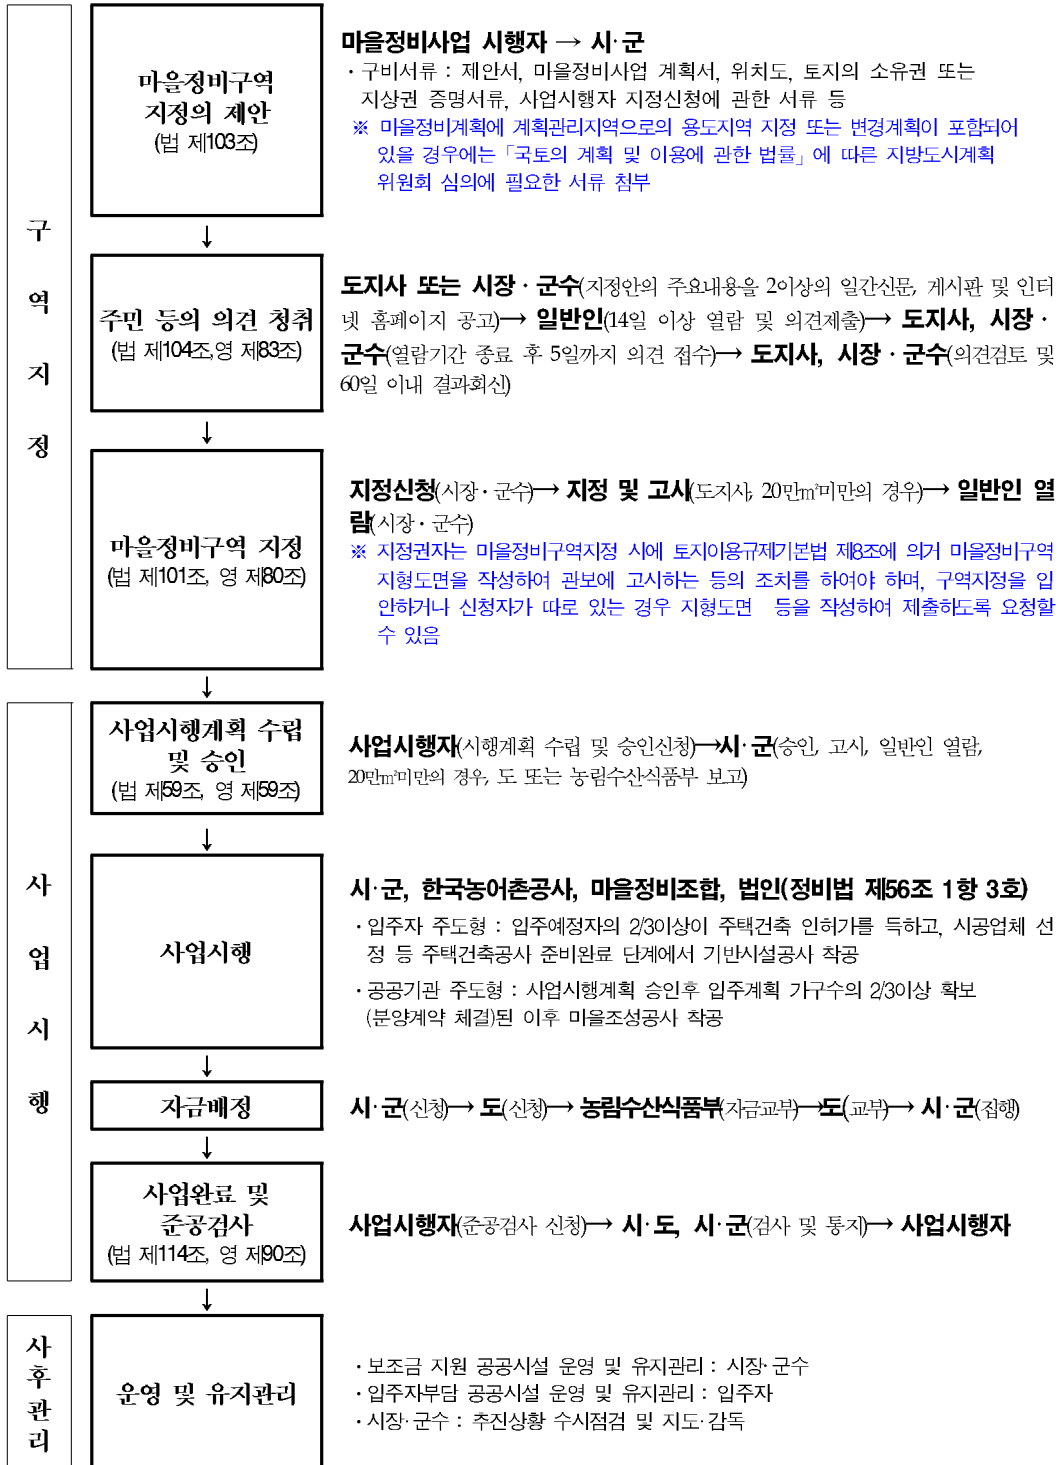 구역지정
마을정비구역
지정의 제안
(법 제103조)
마을정비사업 시행자 → 시·군
· 구비서류 : 제안서, 마을정비사업 계획서, 위치도, 토지의 소유권 또는
지상권 증명서류, 사업시행자 지정신청에 관한 서류 등
※ 마을정비계획에 계획관리지역으로의 용도지역 지정 또는 변경계획이 포함되어
있을 경우에는「국토의 계획 및 이용에 관한 법률」에 따른 지방도시계획
위원회 심의에 필요한 서류 첨부
↓
주민 등의 의견 청취
(법 제104조,영 제83조)
도지사 또는 시장 · 군수(지정안의 주요내용을 2이상의 일간신문, 게시판 및 인터
넷 홈페이지 공고)→ 일반인(14일 이상 열람 및 의견제출)→ 도지사, 시장 ·
군수(열람기간 종료 후 5일까지 의견 접수)→ 도지사, 시장 · 군수(의견검토 및
60일 이내 결과회신)
↓
마을정비구역 지정
(법 제101조, 영 제80조)
지정신청(시장 · 군수)→ 지정 및 고시(도지사, 20만㎡미만의 경우)→ 일반인 열
람(시장 · 군수)
※ 지정권자는 마을정비구역지정 시에 토지이용규제기본법 제8조에 의거 마을정비구역
지형도면을 작성하여 관보에 고시하는 등의 조치를 하여야 하며, 구역지정을 입
안하거나 신청자가 따로 있는 경우 지형도면 등을 작성하여 제출하도록 요청할
수 있음
↓
사업시행
사업시행계획 수립
및 승인
(법 제59조, 영 제59조)
사업시행자(시행계획 수립 및 승인신청)→시·군(승인, 고시, 일반인 열람,
20만㎡미만의 경우, 도 또는 농림수산식품부 보고)
↓
사업시행
시·군, 한국농어촌공사, 마을정비조합, 법인(정비법 제56조 1항 3호)
· 입주자 주도형 : 입주예정자의 2/3이상이 주택건축 인허가를 득하고, 시공업체 선
정 등 주택건축공사 준비완료 단계에서 기반시설공사 착공
· 공공기관 주도형 : 사업시행계획 승인후 입주계획 가구수의 2/3이상 확보
(분양계약 체결)된 이후 마을조성공사 착공
↓
자금배정
시·군(신청)→ 도(신청)→ 농림수산식품부(자금교부)→도(교부)→ 시·군(집행)
↓
사업완료 및
준공검사
(법 제114조, 영 제90조)
사업시행자(준공검사 신청)→ 시·도, 시·군(검사 및 통지)→ 사업시행자
↓
사후관리
운영 및 유지관리
· 보조금 지원 공공시설 운영 및 유지관리 : 시장·군수
· 입주자부담 공공시설 운영 및 유지관리 : 입주자
· 시장·군수 : 추진상황 수시점검 및 지도·감독